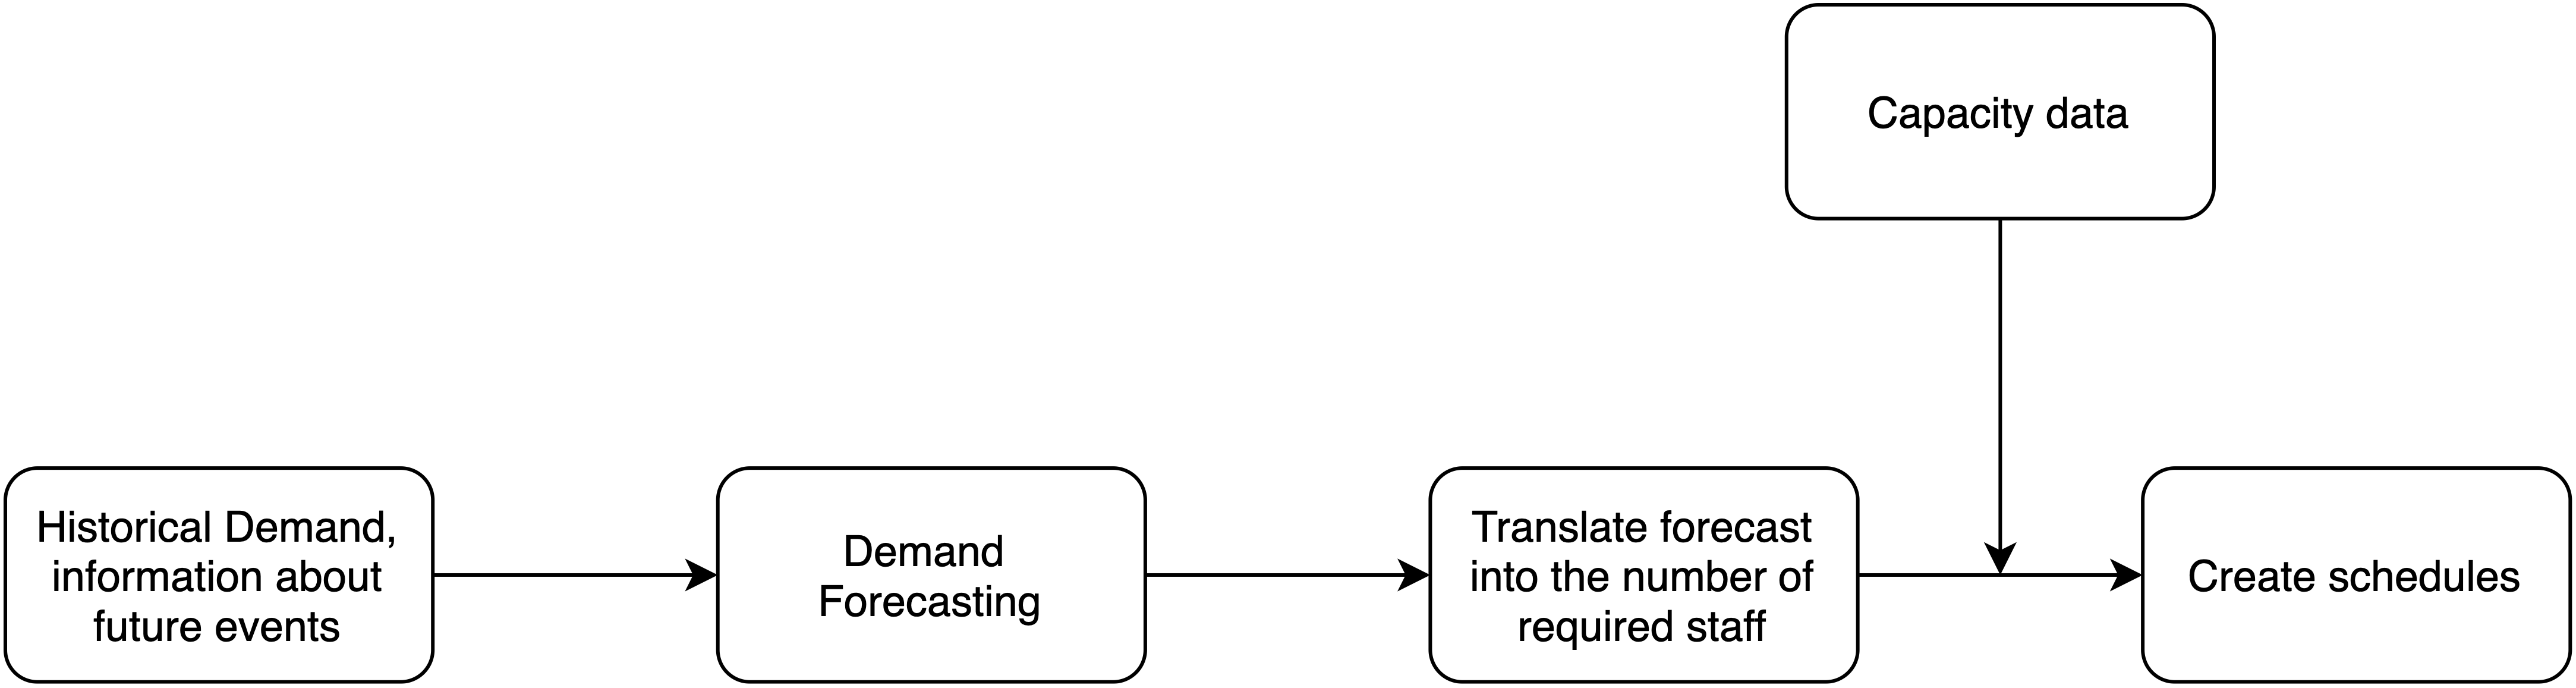 Capacity data
Historical Demand,
information about
future events
Demand
Forecasting
Translate forecast
into the number of
required staff
Create schedules